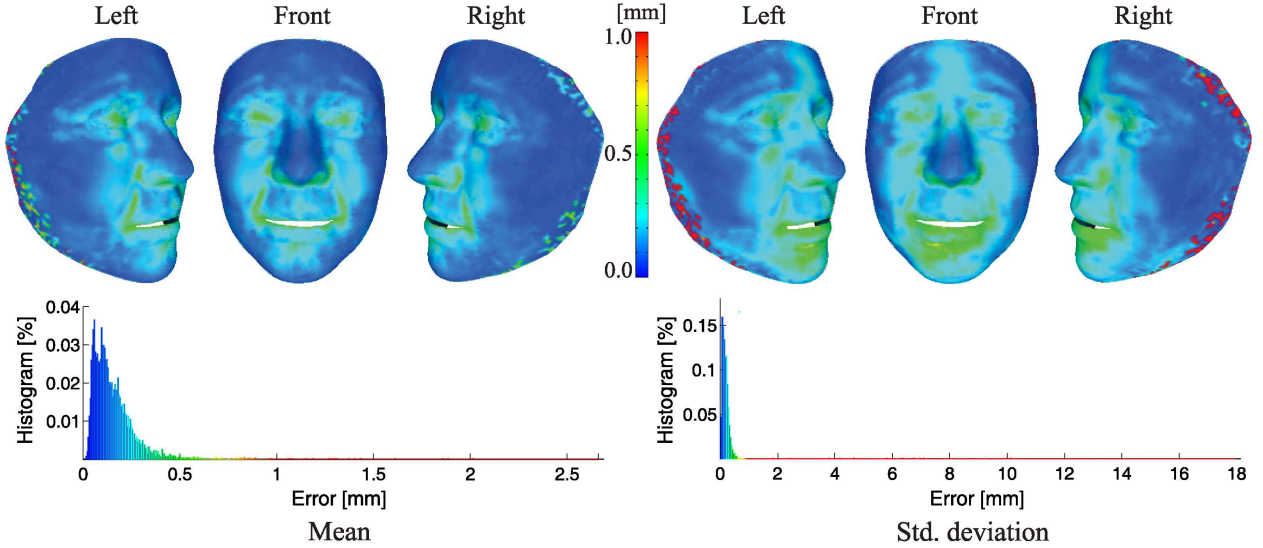 Left Front Right [mm] Left Front Right
1.0
0.5
0.0
0.04
0.03
0.02
0.01
Histogram [%]
0 0.5 1 1.5 2 2.5
Error [mm]
Mean
0.15
0.1
0.05
Histogram [%]
0 2 4 6 8 10 12 14 16 18
Error [mm]
Std. deviation